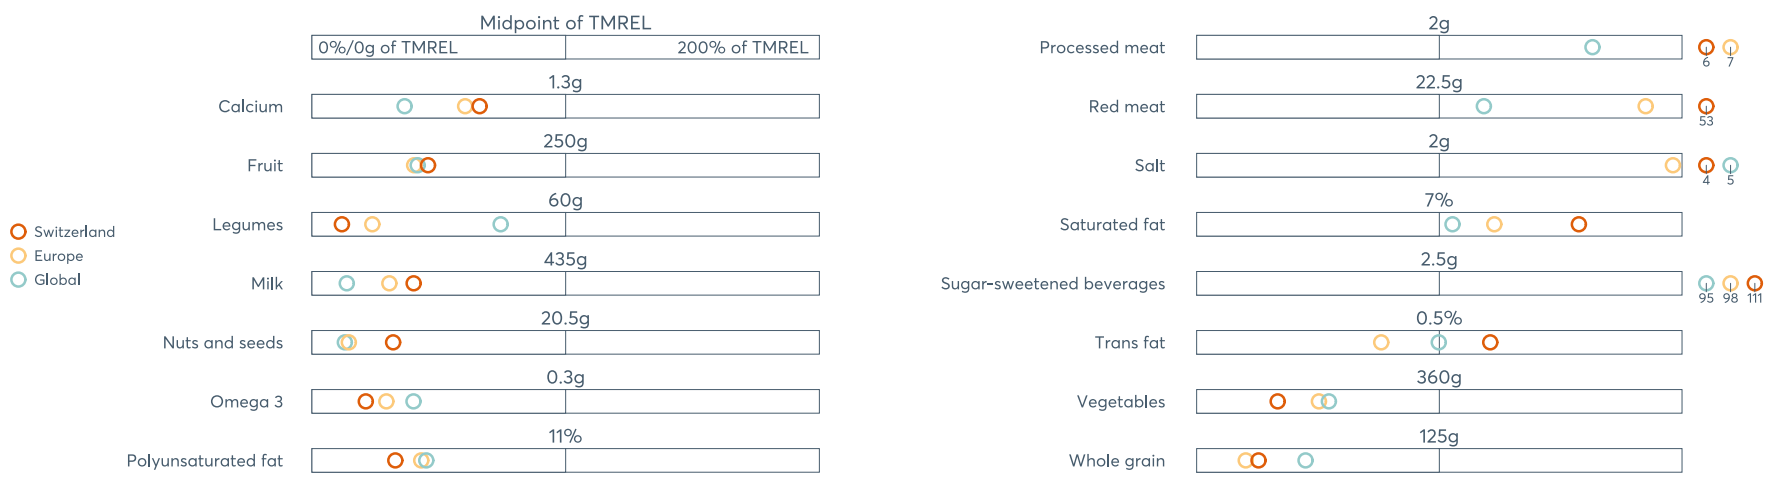 Midpoint of TMREL
0%/0g of TMREL 200% of TMREL
1.3g
Calcium
250g
Fruit
60g
Legumes
435g
Milk
20.5g
Nuts and seeds
0.3g
Omega 3
11%
Polyunsaturated fat
Switzerland
Europe
Global
2g
Processed meat
6 7
22.5g
Red meat
53
2g
Salt
4 5
7%
Saturated fat
2.5g
Sugar-sweetened beverages
95 98 111
0.5%
Trans fat
360g
Vegetables
125g
Whole grain